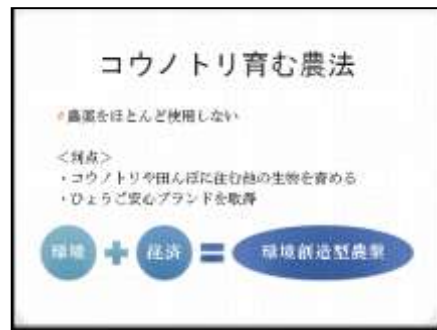 コウノトリ育む農法
農薬をほとんど使用しない
<利点>
・コウノトリや田んぼに住む他の生物を育める
・ひょうご安心ブランドを取得
環境 + 経済 = 環境創造型農業